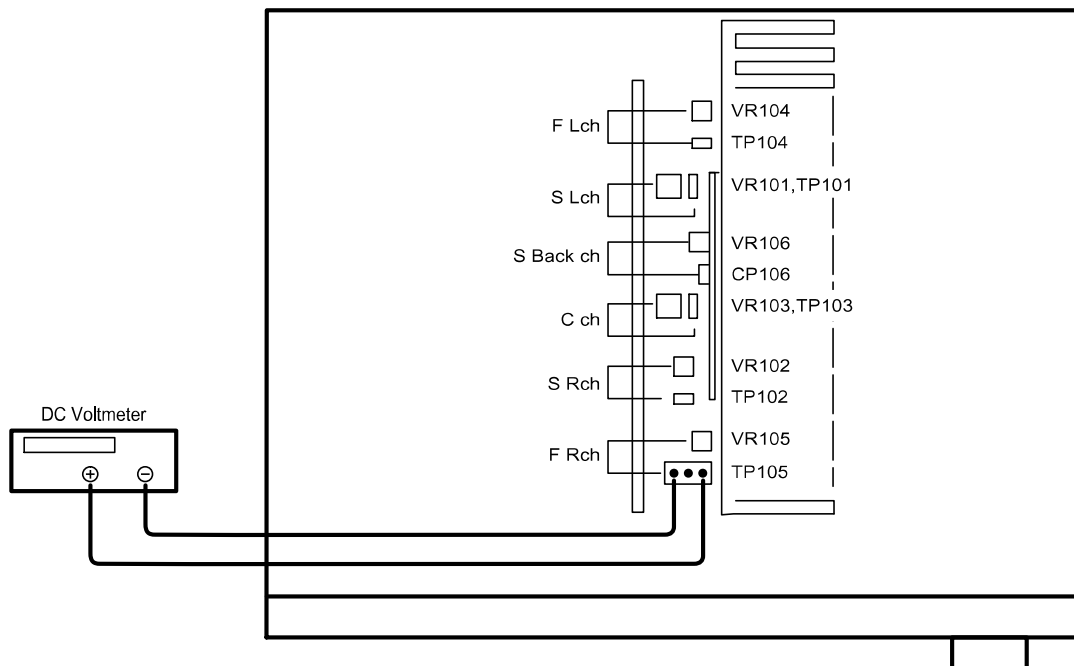 F Lch
VR104
TP104
S Lch
VR101,TP101
S Back ch
VR106
CP106
C ch
VR103,TP103
S Rch
VR102
TP102
F Rch
VR105
TP105
DC Voltmeter
+ −